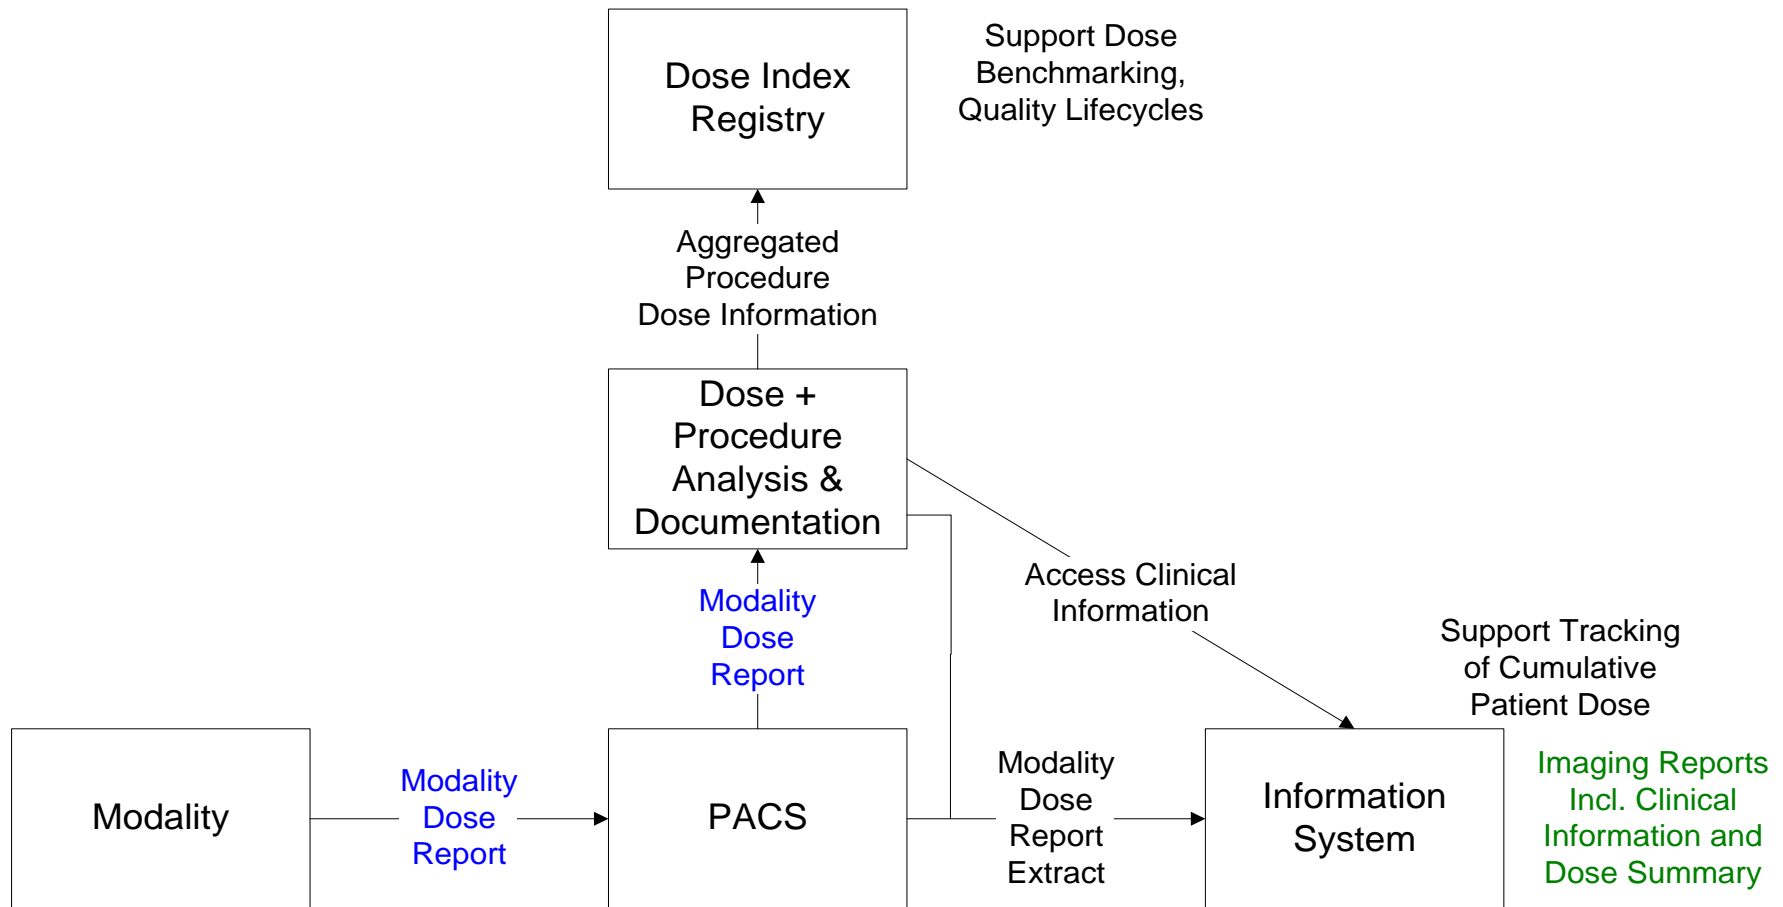 Dose Index
Registry
Support Dose
Benchmarking,
Quality Lifecycles
Aggregated
Procedure
Dose Information
Dose +
Procedure
Analysis &
Documentation
Access Clinical
Information
Modality
Dose
Report
Support Tracking
of Cumulative
Patient Dose
Modality
Modality
Dose
Report
PACS
Modality
Dose
Report
Extract
Information
System
Imaging Reports
Incl. Clinical
Information and
Dose Summary